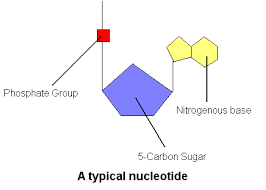 Phosphate Group
Nitrogenous base
5-Carbon Sugar
A typical nucleotide